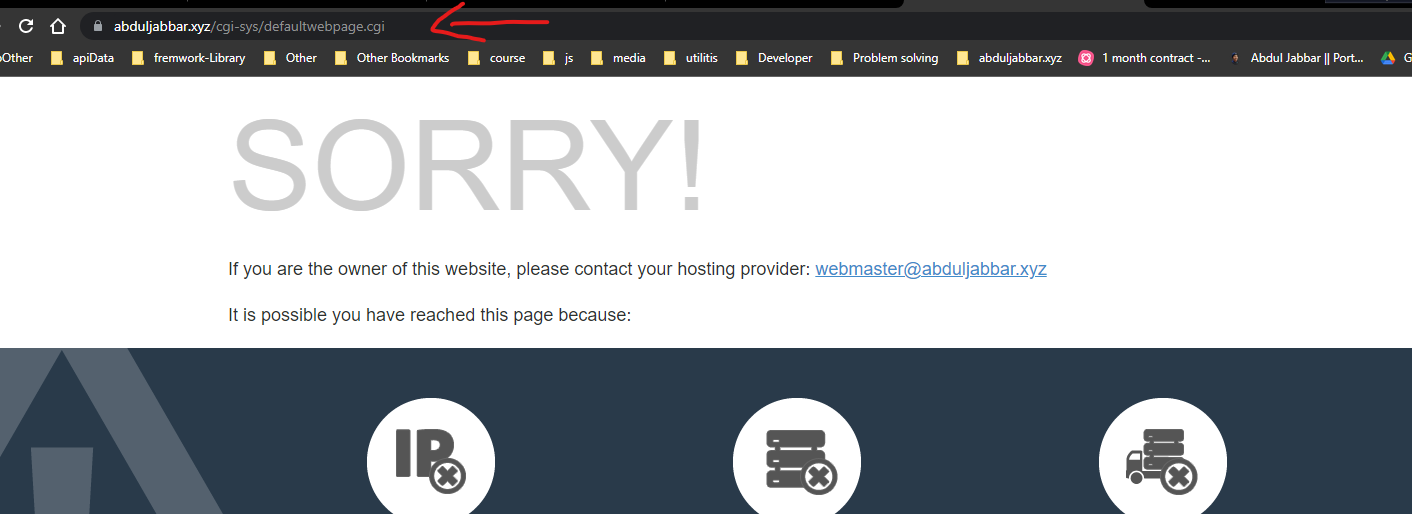 abduljabbar.xyz/cgi-sys/defaultwebpage.cgi
Other apiData fremwork-Library Other Other Bookmarks course js media utilitis Developer Problem solving abduljabbar.xyz 1 month contract -... Abdul Jabbar || Port... G
SORRY!
If you are the owner of this website, please contact your hosting provider: webmaster@abduljabbar.xyz
It is possible you have reached this page because:
IP